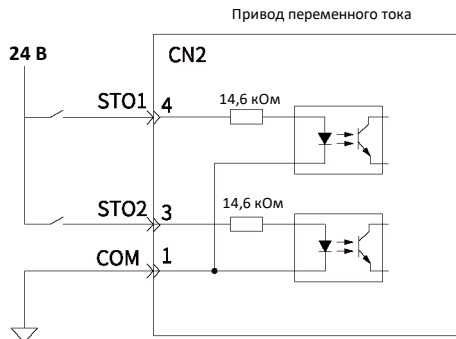 Привод переменного тока
24 В
CN2
STO1
4
14,6 кОм
STO2
3
14,6 кОм
COM
1